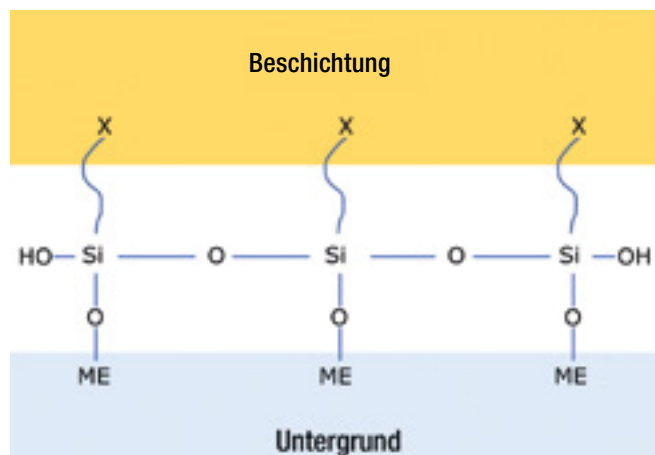 Beschichtung
X X X
HO Si O Si O Si OH
O O O
ME ME ME
Untergrund